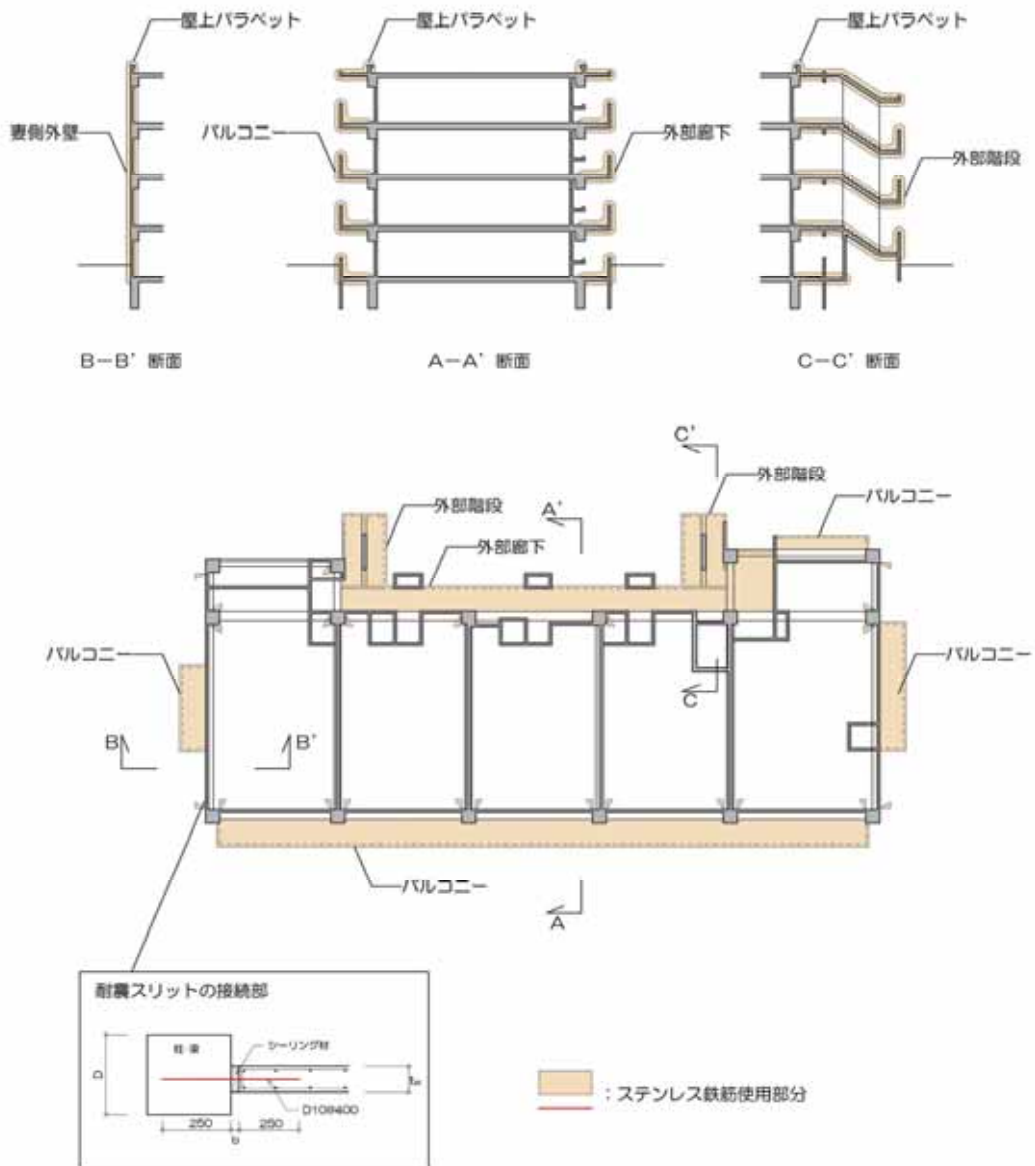 屋上パラペット
屋上パラペット
屋上パラペット
妻側外壁
バルコニー
外部廊下
外部階段
B−B' 断面
A−A' 断面
C−C' 断面
C'
外部階段
バルコニー
外部階段
A'
外部廊下
バルコニー
バルコニー
C
B
B'
バルコニー
A
耐震スリットの接続部
柱・梁
シーリング材
D
D10@400
250
250
:ステンレス鉄筋使用部分